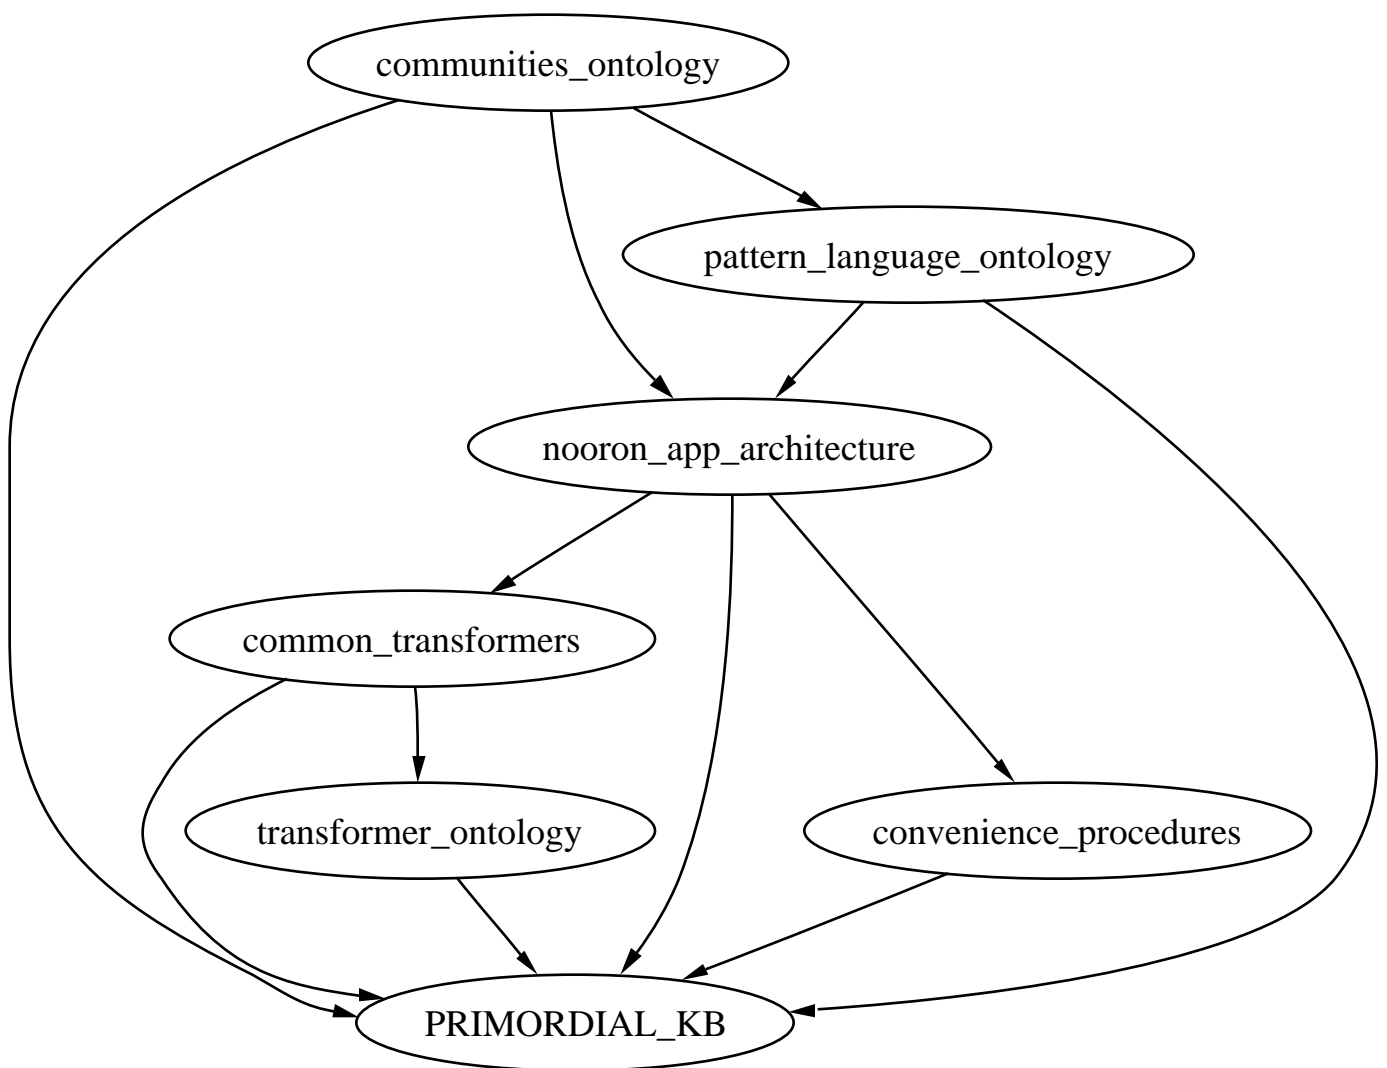 communities_ontology
pattern_language_ontology
nooron_app_architecture
common_transformers
transformer_ontology
convenience_procedures
PRIMORDIAL_KB